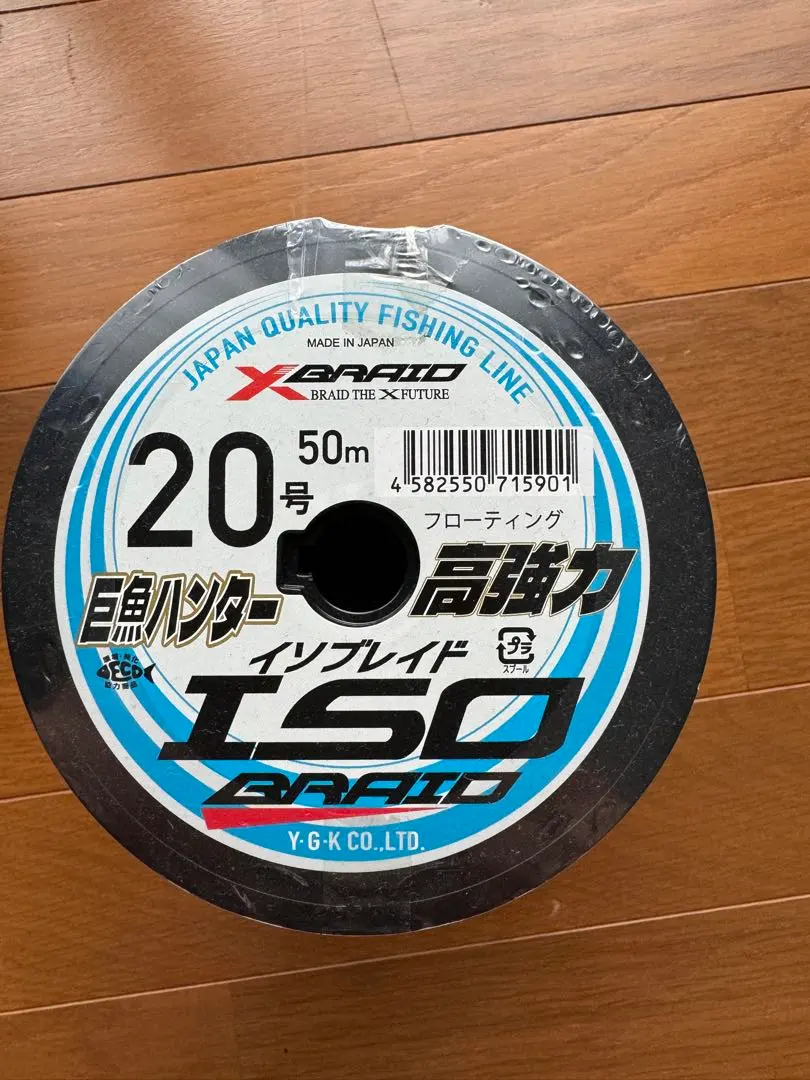 JAPAN QUALITY FISHING LINE
MADE IN JAPAN
X BRAID
BRAID THE X FUTURE
20号
50m
4 582550 715901
フローティング
巨魚ハンター
高強力
イソブレイド
プラ
スプール
ECO
ISO
BRAID
Y·G·K CO.,LTD.